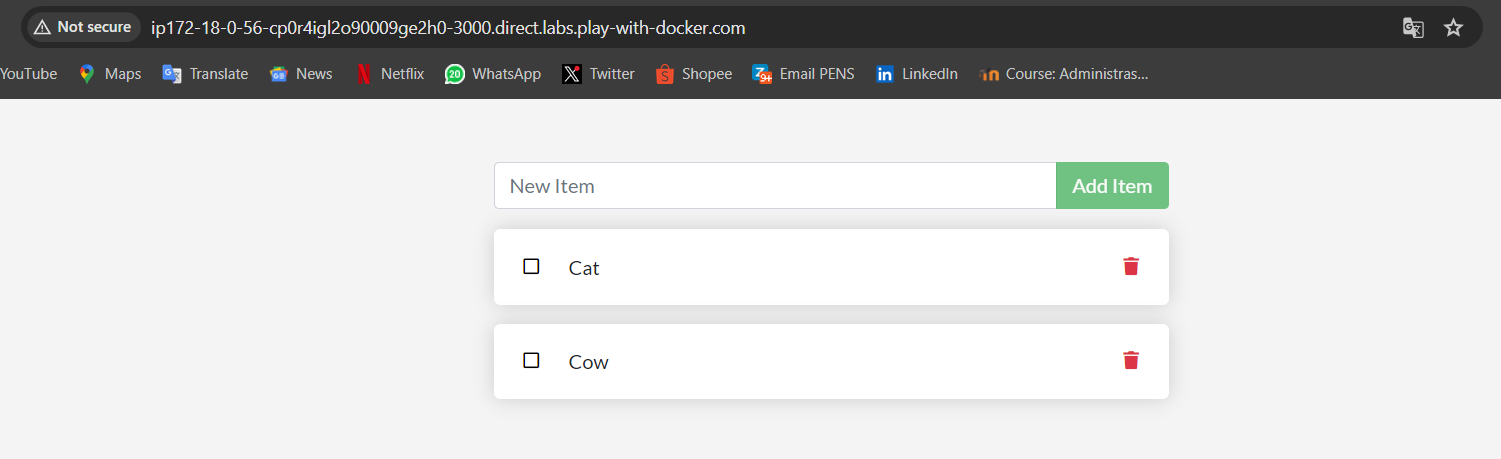 Not secure ip172-18-0-56-cp0r4igl2o90009ge2h0-3000.direct.labs.play-with-docker.com
YouTube Maps Translate News Netflix 20 WhatsApp Twitter Shopee Z 9+ Email PENS LinkedIn Course: Administras...
New Item Add Item
Cat
Cow